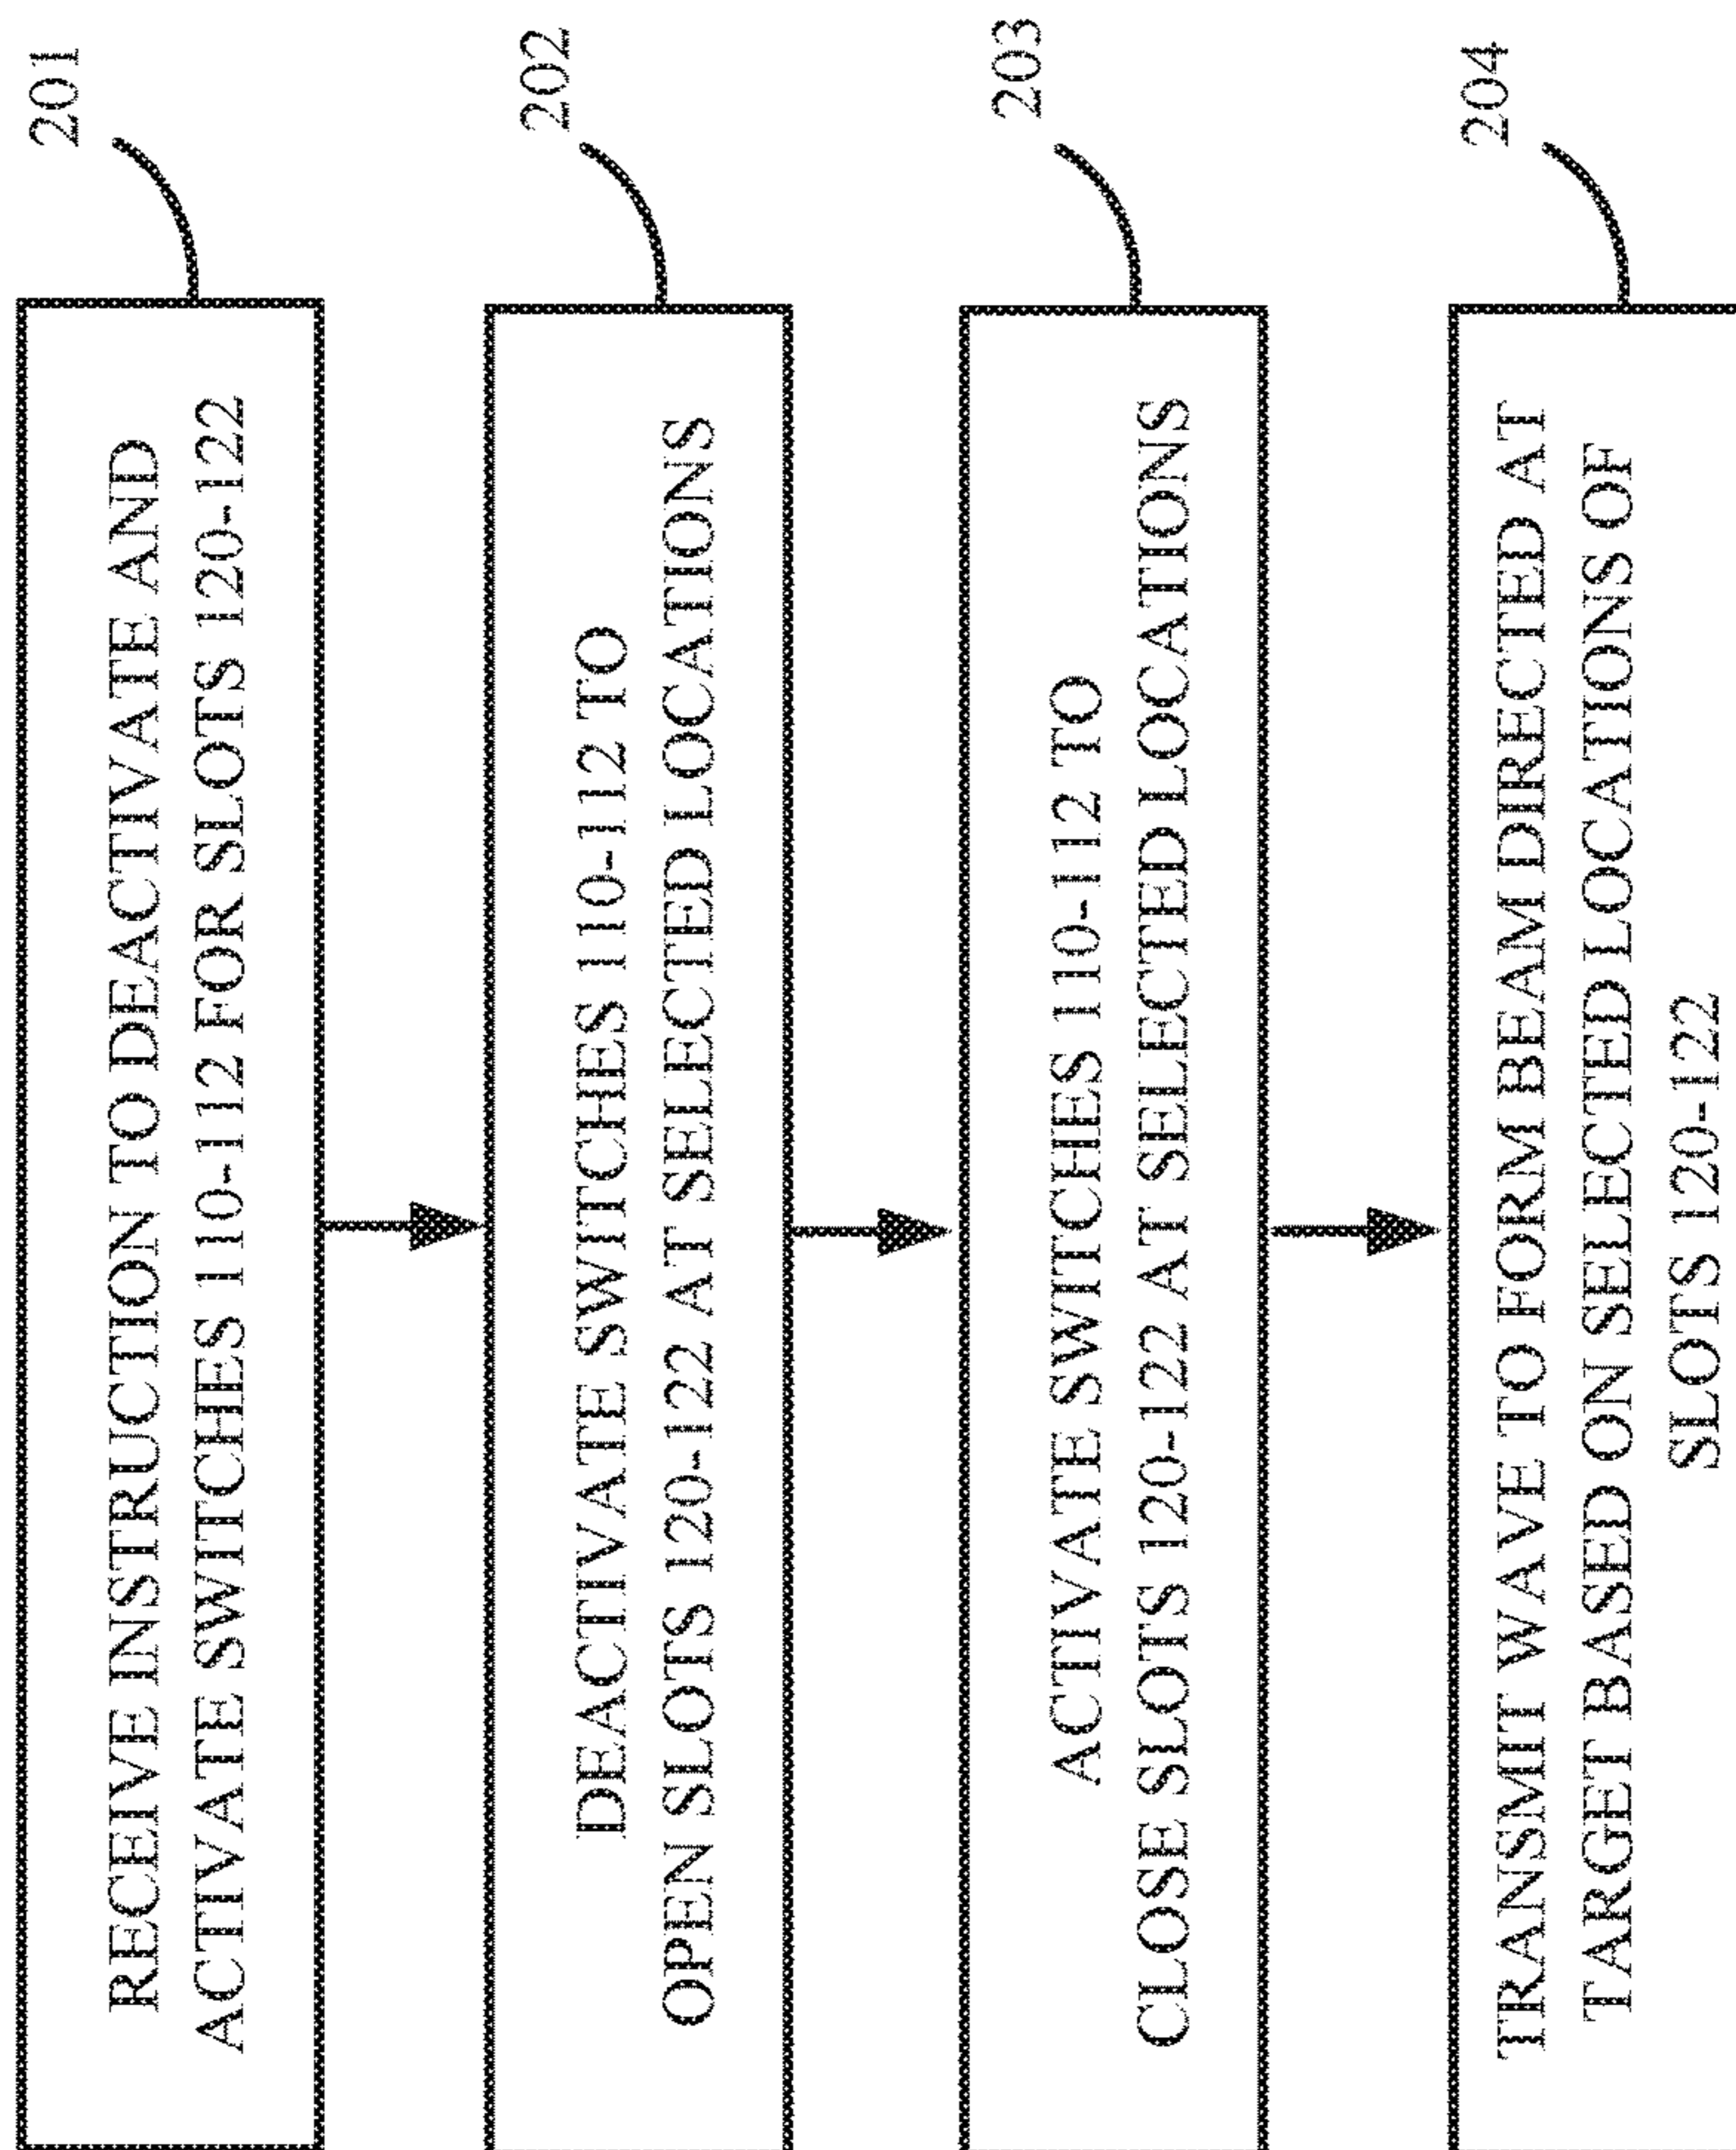 201
RECEIVE INSTRUCTION TO DEACTIVATE AND
ACTIVATE SWITCHES 110-112 FOR SLOTS 120-122
202
DEACTIVATE SWITCHES 110-112 TO
OPEN SLOTS 120-122 AT SELECTED LOCATIONS
203
ACTIVATE SWITCHES 110-112 TO
CLOSE SLOTS 120-122 AT SELECTED LOCATIONS
204
TRANSMIT WAVE TO FORM BEAM DIRECTED AT
TARGET BASED ON SELECTED LOCATIONS OF
SLOTS 120-122